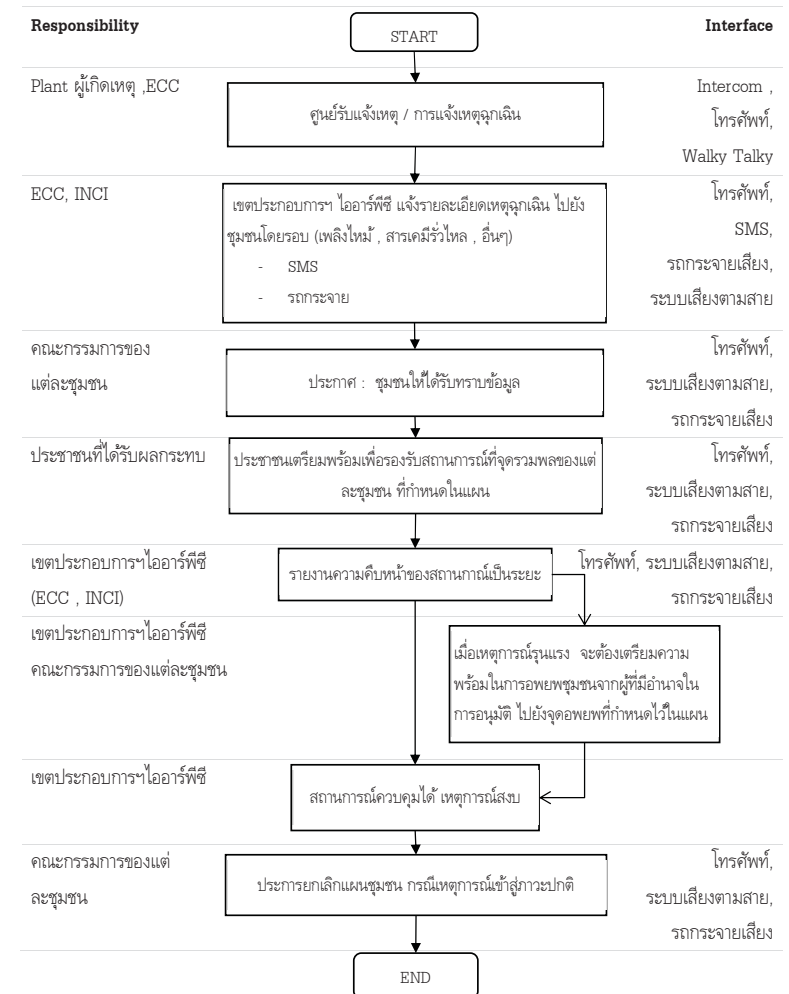 Responsibility
START
Interface
Plant ผู้เกิดเหตุ ,ECC
ศูนย์รับแจ้งเหตุ / การแจ้งเหตุฉุกเฉิน
Intercom ,
โทรศัพท์,
Walky Talky
ECC, INCI
เขตประกอบการฯ ไออาร์พีซี แจ้งรายละเอียดเหตุฉุกเฉิน ไปยัง
ชุมชนโดยรอบ (เพลิงไหม้ , สารเคมีรั่วไหล , อื่นๆ)
- SMS
- รถกระจาย
โทรศัพท์,
SMS,
รถกระจายเสียง,
ระบบเสียงตามสาย
คณะกรรมการของ
แต่ละชุมชน
ประกาศ : ชุมชนให้ได้รับทราบข้อมูล
โทรศัพท์,
ระบบเสียงตามสาย,
รถกระจายเสียง
ประชาชนที่ได้รับผลกระทบ
ประชาชนเตรียมพร้อมเพื่อรองรับสถานการณ์ที่จุดรวมพลของแต่
ละชุมชน ที่กำหนดในแผน
โทรศัพท์,
ระบบเสียงตามสาย,
รถกระจายเสียง
เขตประกอบการฯไออาร์พีซี
(ECC , INCI)
รายงานความคืบหน้าของสถานกาณ์เป็นระยะ
โทรศัพท์, ระบบเสียงตามสาย,
รถกระจายเสียง
เขตประกอบการฯไออาร์พีซี
คณะกรรมการของแต่ละชุมชน
เมื่อเหตุการณ์รุนแรง จะต้องเตรียมความ
พร้อมในการอพยพชุมชนจากผู้ที่มีอำนาจใน
การอนุมัติ ไปยังจุดอพยพที่กำหนดไว้ในแผน
เขตประกอบการฯไออาร์พีซี
สถานการณ์ควบคุมได้ เหตุการณ์สงบ
คณะกรรมการของแต่
ละชุมชน
ประการยกเลิกแผนชุมชน กรณีเหตุการณ์เข้าสู่ภาวะปกติ
โทรศัพท์,
ระบบเสียงตามสาย,
รถกระจายเสียง
END